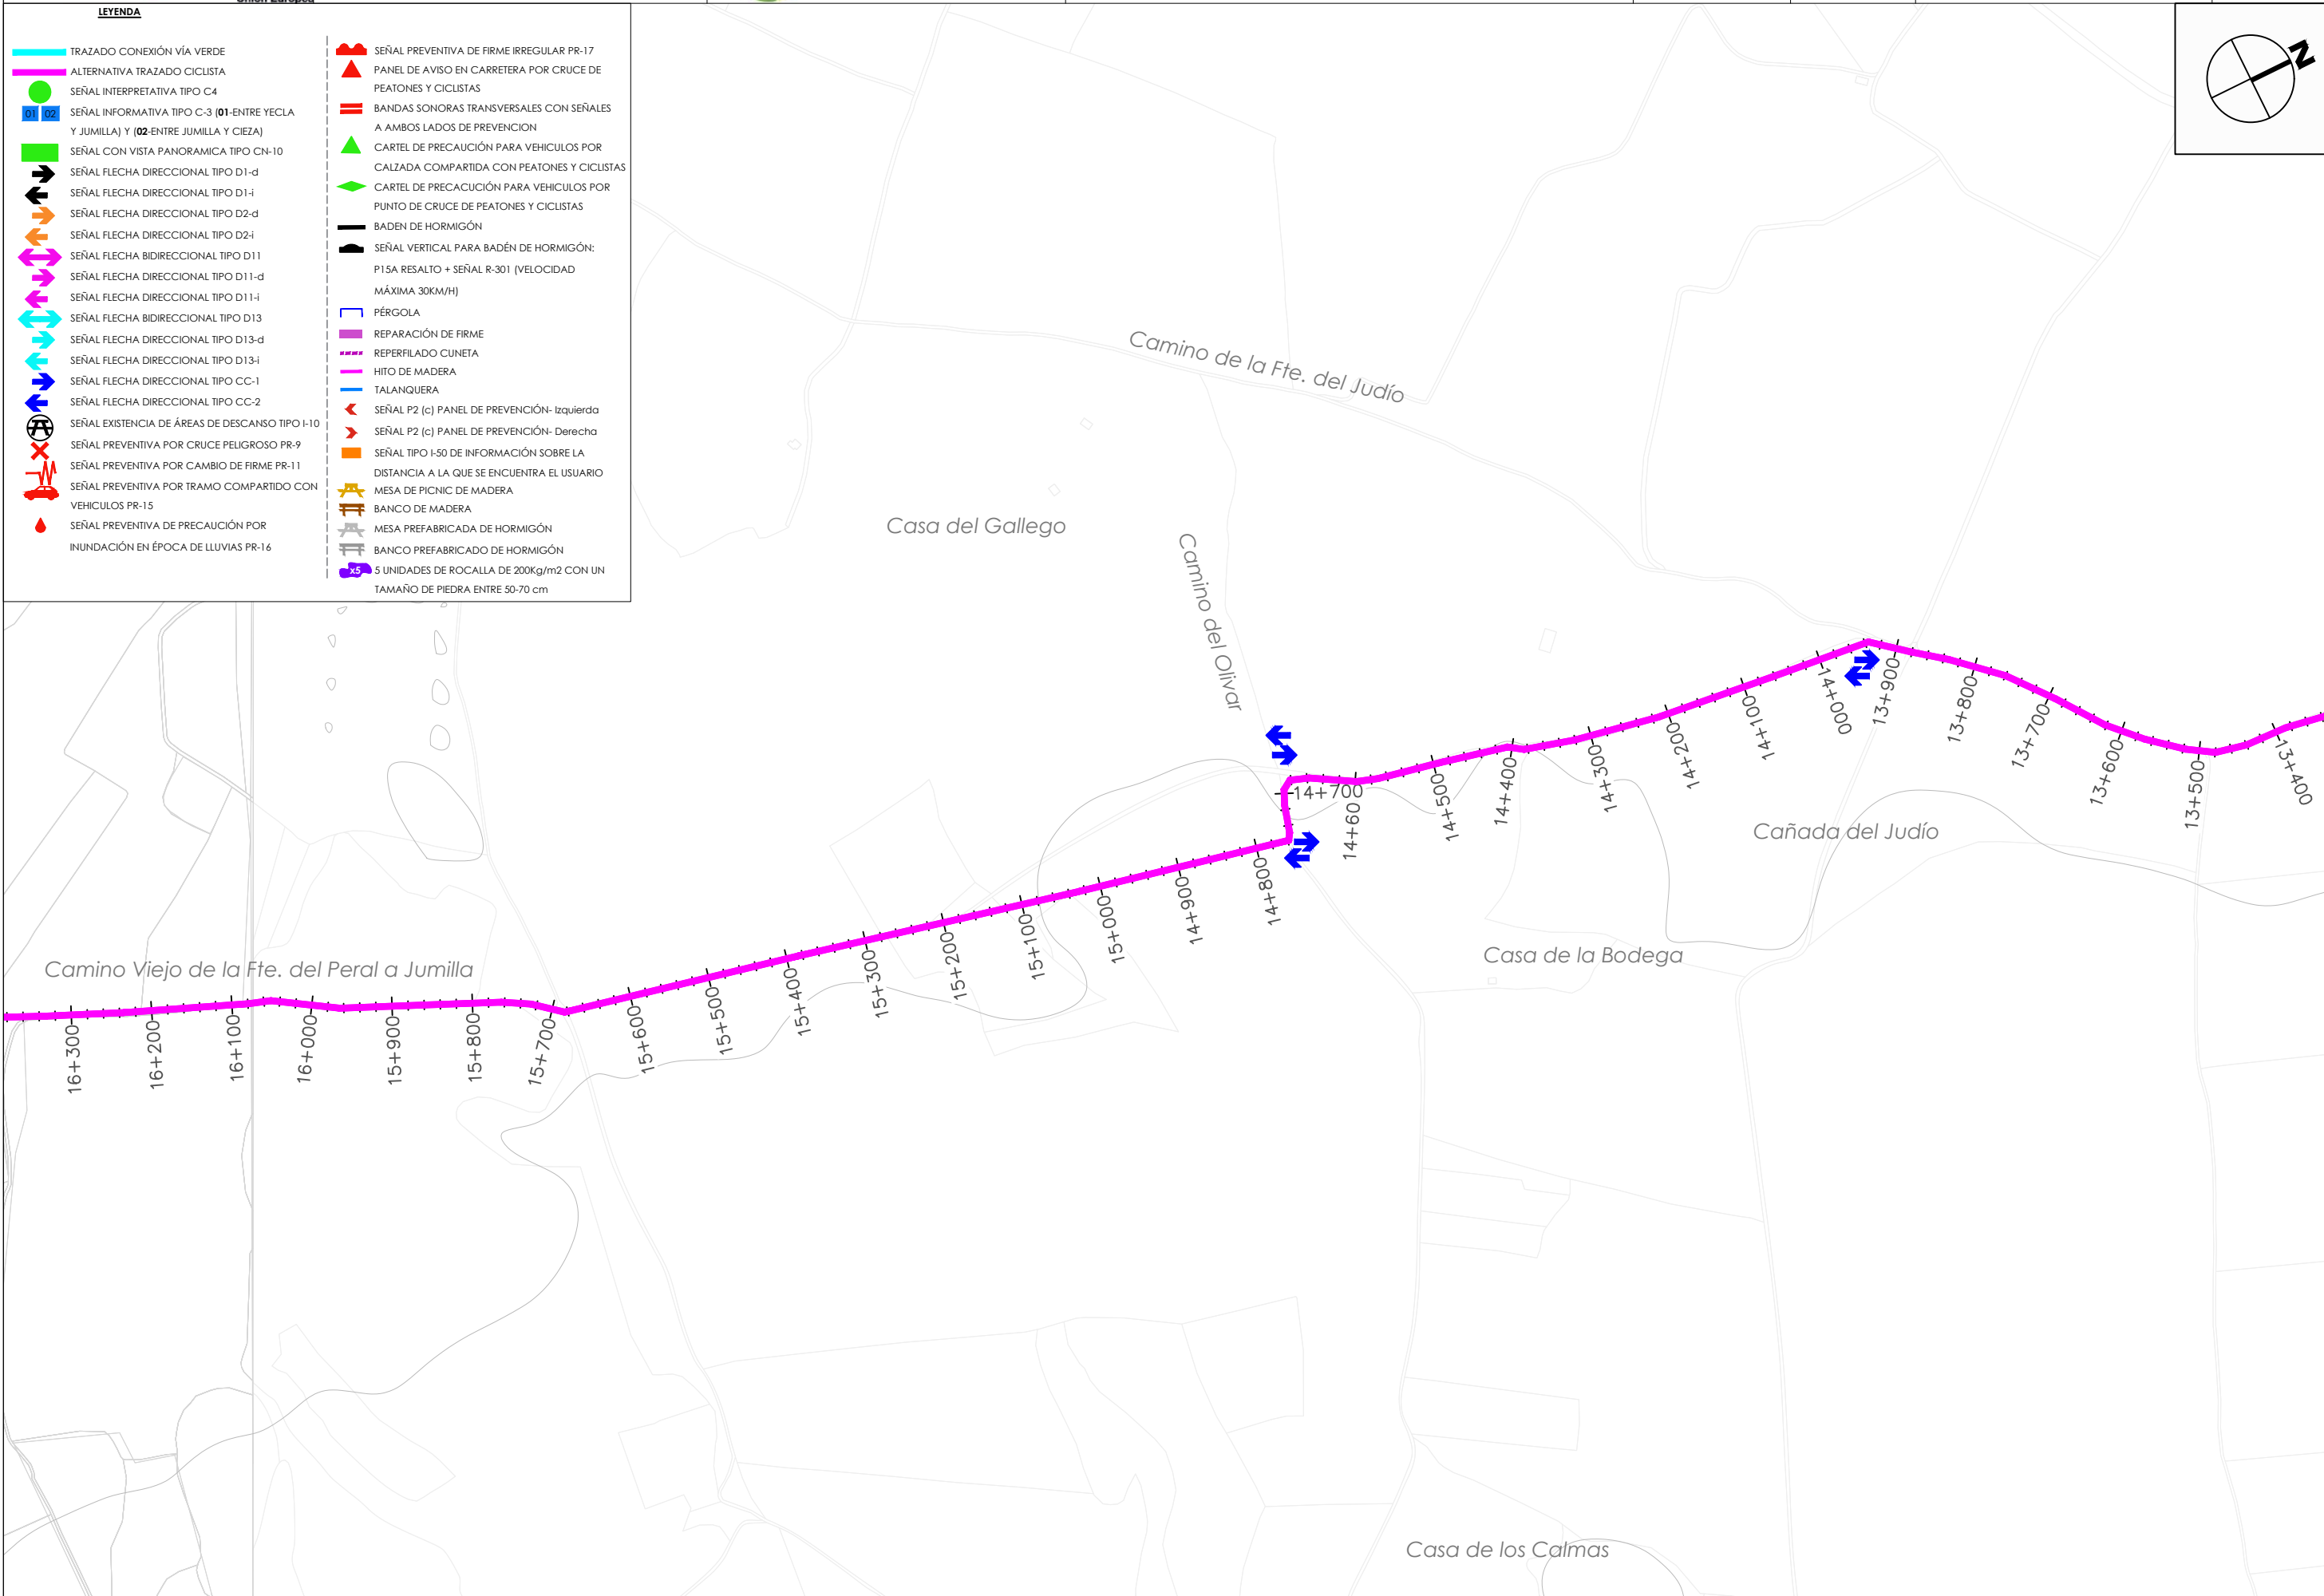 Unión Europea
LEYENDA
TRAZADO CONEXIÓN VÍA VERDE
ALTERNATIVA TRAZADO CICLISTA
SEÑAL INTERPRETATIVA TIPO C4
01 02
SEÑAL INFORMATIVA TIPO C-3 (01-ENTRE YECLA
Y JUMILLA) Y (02-ENTRE JUMILLA Y CIEZA)
SEÑAL CON VISTA PANORAMICA TIPO CN-10
SEÑAL FLECHA DIRECCIONAL TIPO D1-d
SEÑAL FLECHA DIRECCIONAL TIPO D1-i
SEÑAL FLECHA DIRECCIONAL TIPO D2-d
SEÑAL FLECHA DIRECCIONAL TIPO D2-i
SEÑAL FLECHA BIDIRECCIONAL TIPO D11
SEÑAL FLECHA DIRECCIONAL TIPO D11-d
SEÑAL FLECHA DIRECCIONAL TIPO D11-i
SEÑAL FLECHA BIDIRECCIONAL TIPO D13
SEÑAL FLECHA DIRECCIONAL TIPO D13-d
SEÑAL FLECHA DIRECCIONAL TIPO D13-i
SEÑAL FLECHA DIRECCIONAL TIPO CC-1
SEÑAL FLECHA DIRECCIONAL TIPO CC-2
SEÑAL EXISTENCIA DE ÁREAS DE DESCANSO TIPO I-10
SEÑAL PREVENTIVA POR CRUCE PELIGROSO PR-9
SEÑAL PREVENTIVA POR CAMBIO DE FIRME PR-11
SEÑAL PREVENTIVA POR TRAMO COMPARTIDO CON
VEHICULOS PR-15
SEÑAL PREVENTIVA DE PRECAUCIÓN POR
INUNDACIÓN EN ÉPOCA DE LLUVIAS PR-16
SEÑAL PREVENTIVA DE FIRME IRREGULAR PR-17
PANEL DE AVISO EN CARRETERA POR CRUCE DE
PEATONES Y CICLISTAS
BANDAS SONORAS TRANSVERSALES CON SEÑALES
A AMBOS LADOS DE PREVENCION
CARTEL DE PRECAUCIÓN PARA VEHICULOS POR
CALZADA COMPARTIDA CON PEATONES Y CICLISTAS
CARTEL DE PRECACUCIÓN PARA VEHICULOS POR
PUNTO DE CRUCE DE PEATONES Y CICLISTAS
BADEN DE HORMIGÓN
SEÑAL VERTICAL PARA BADÉN DE HORMIGÓN:
P15A RESALTO + SEÑAL R-301 (VELOCIDAD
MÁXIMA 30KM/H)
PÉRGOLA
REPARACIÓN DE FIRME
REPERFILADO CUNETA
HITO DE MADERA
TALANQUERA
SEÑAL P2 (c) PANEL DE PREVENCIÓN- Izquierda
SEÑAL P2 (c) PANEL DE PREVENCIÓN- Derecha
SEÑAL TIPO I-50 DE INFORMACIÓN SOBRE LA
DISTANCIA A LA QUE SE ENCUENTRA EL USUARIO
MESA DE PICNIC DE MADERA
BANCO DE MADERA
MESA PREFABRICADA DE HORMIGÓN
BANCO PREFABRICADO DE HORMIGÓN
x5
5 UNIDADES DE ROCALLA DE 200Kg/m2 CON UN
TAMAÑO DE PIEDRA ENTRE 50-70 cm
N
Camino de la Fte. del Judío
Casa del Gallego
Camino del Olivar
Cañada del Judío
Casa de la Bodega
Camino Viejo de la Fte. del Peral a Jumilla
Casa de los Calmas
16+300
16+200
16+100
16+000
15+900
15+800
15+700
15+600
15+500
15+400
15+300
15+200
15+100
15+000
14+900
14+800
14+700
14+60
14+500
14+400
14+300
14+200
14+100
14+000
13+900
13+800
13+700
13+600
13+500
13+400